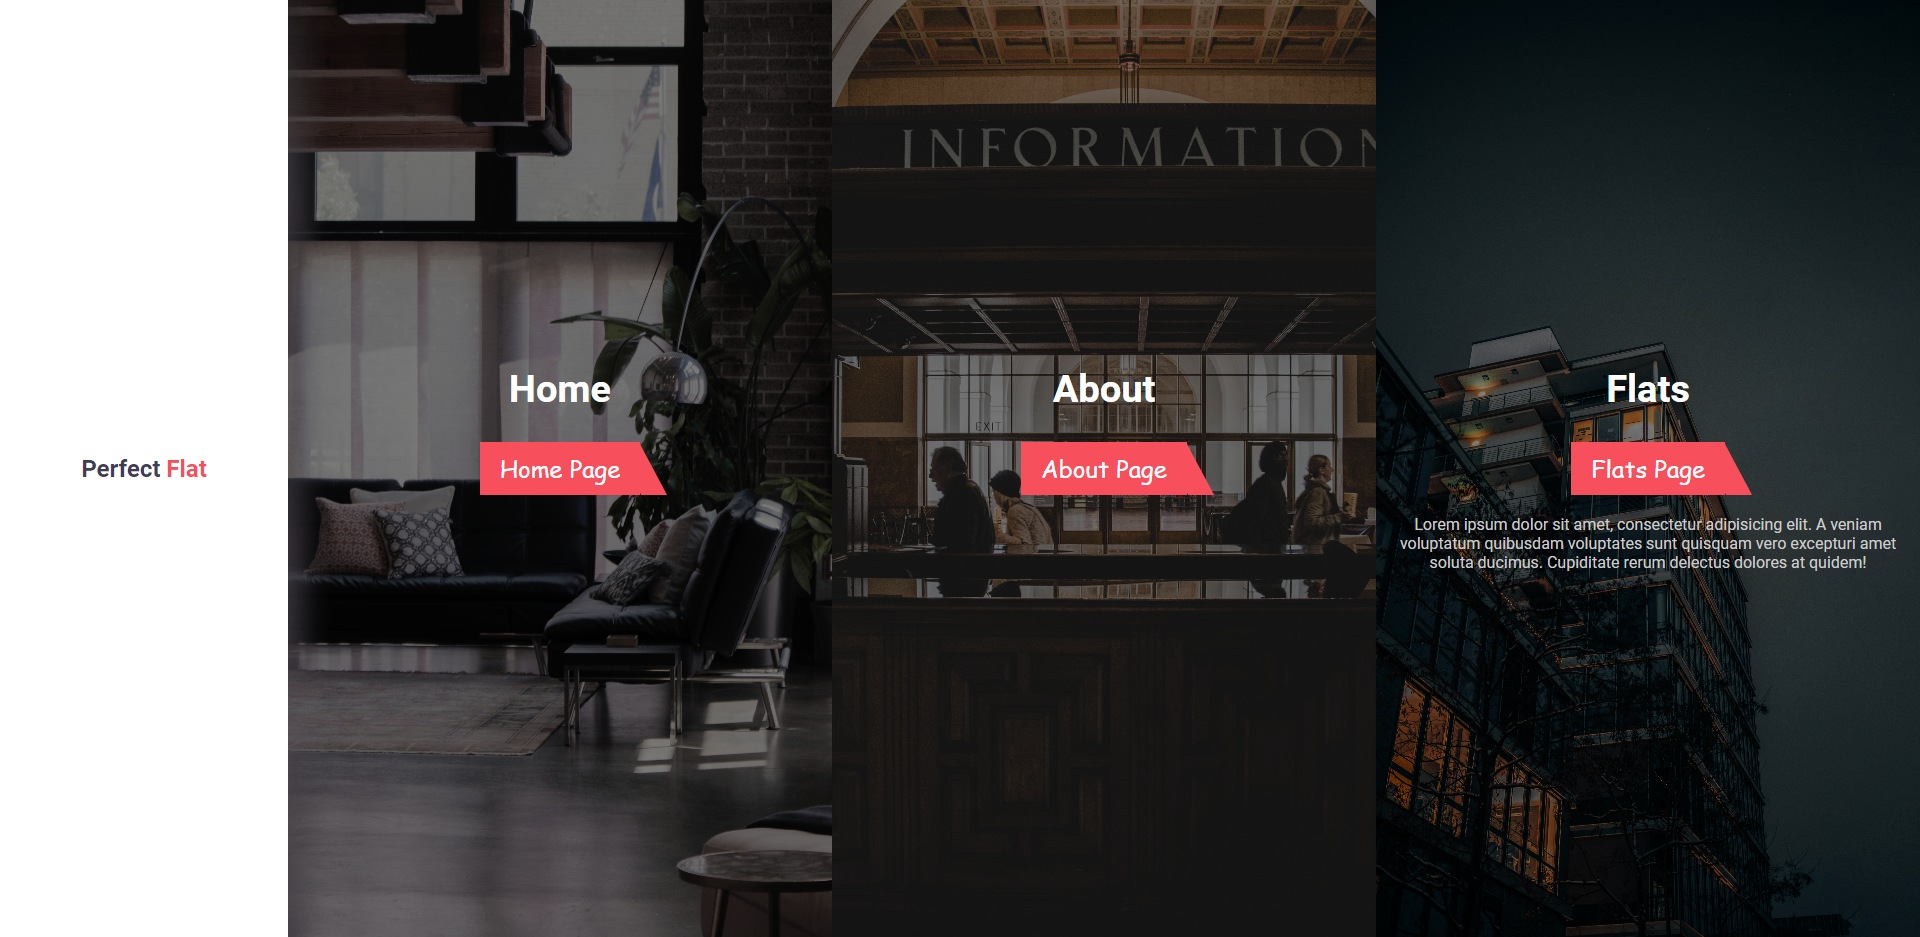 Perfect Flat
Home
Home Page
INFORMATION
EXIT
About
About Page
Flats
Flats Page
Lorem ipsum dolor sit amet, consectetur adipisicing elit. A veniam
voluptatum quibusdam voluptates sunt quisquam vero excepturi amet
soluta ducimus. Cupiditate rerum delectus dolores at quidem!